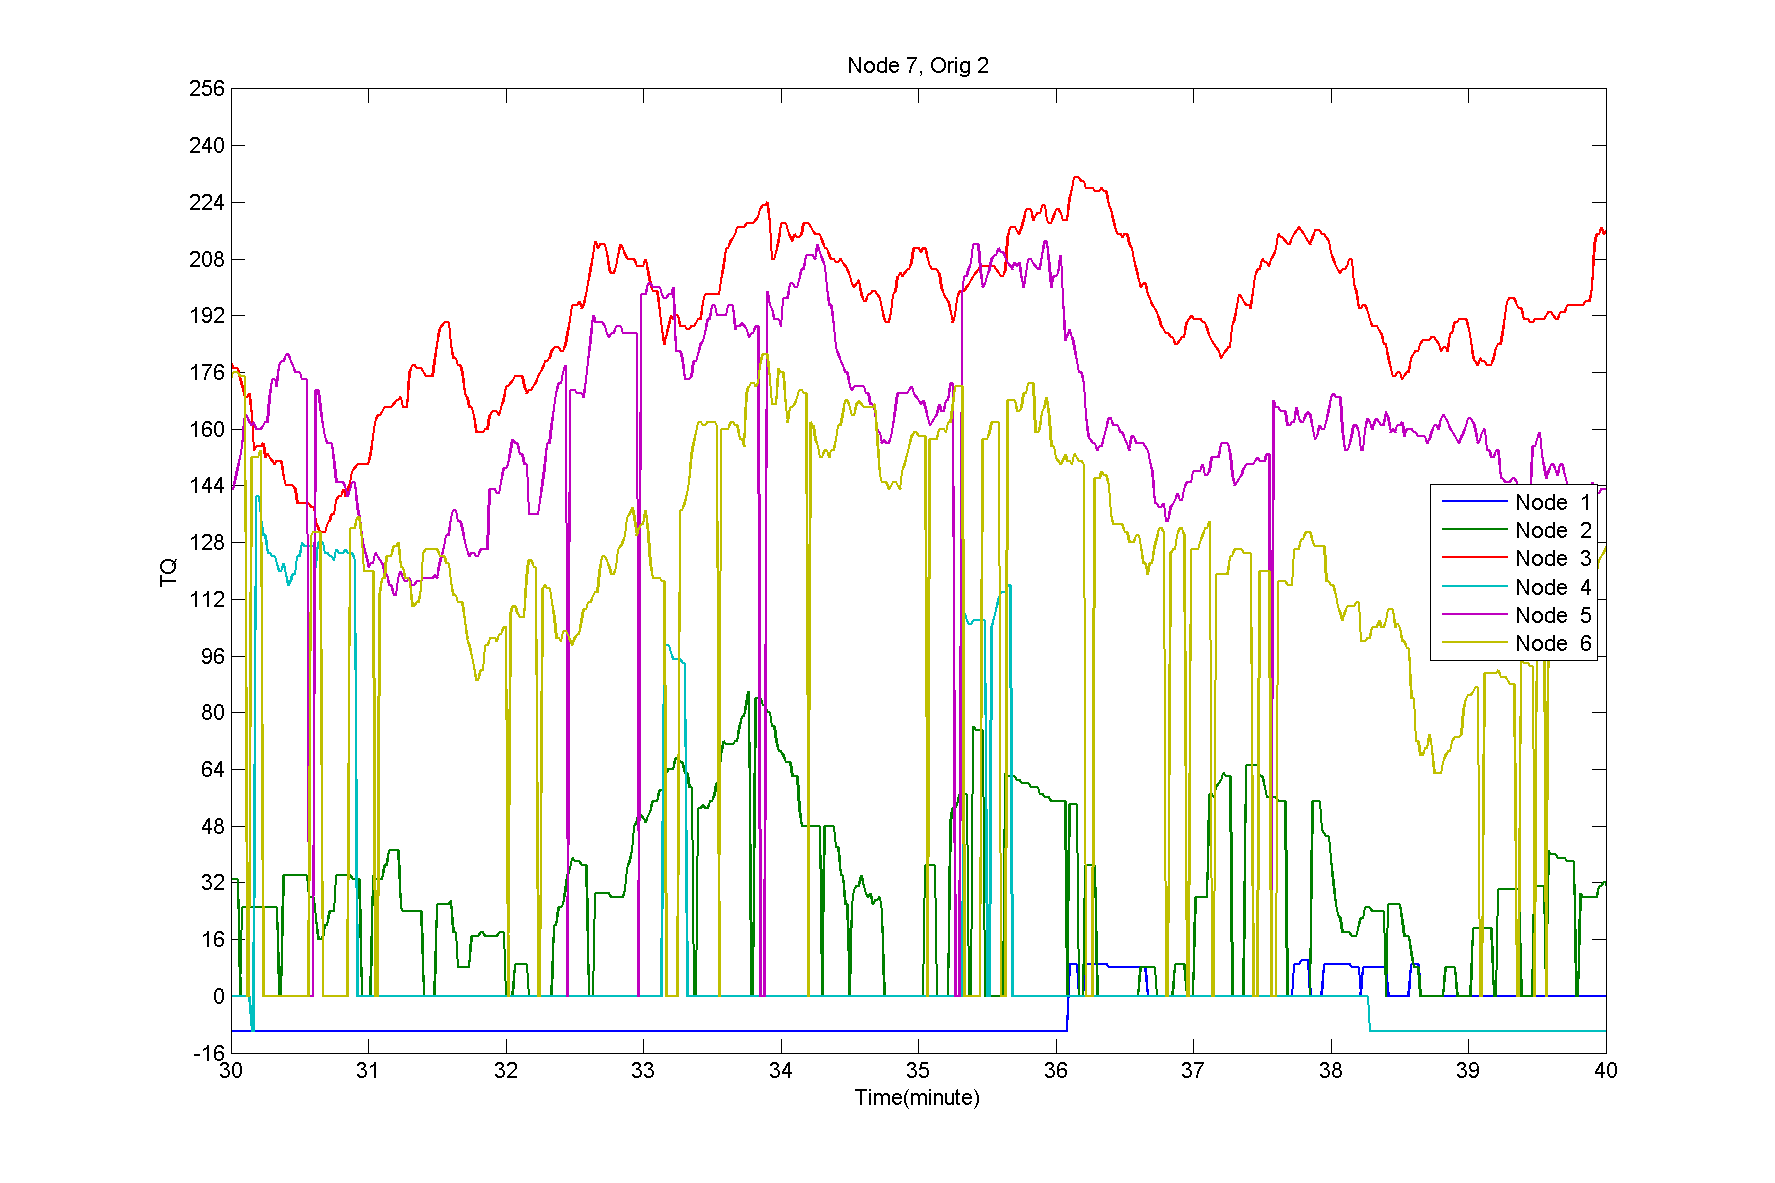 Node 7, Orig 2
256
240
224
208
192
176
160
144
128
112
96
80
64
48
32
16
0
-16
TQ
Node 1
Node 2
Node 3
Node 4
Node 5
Node 6
30 31 32 33 34 35 36 37 38 39 40
Time(minute)